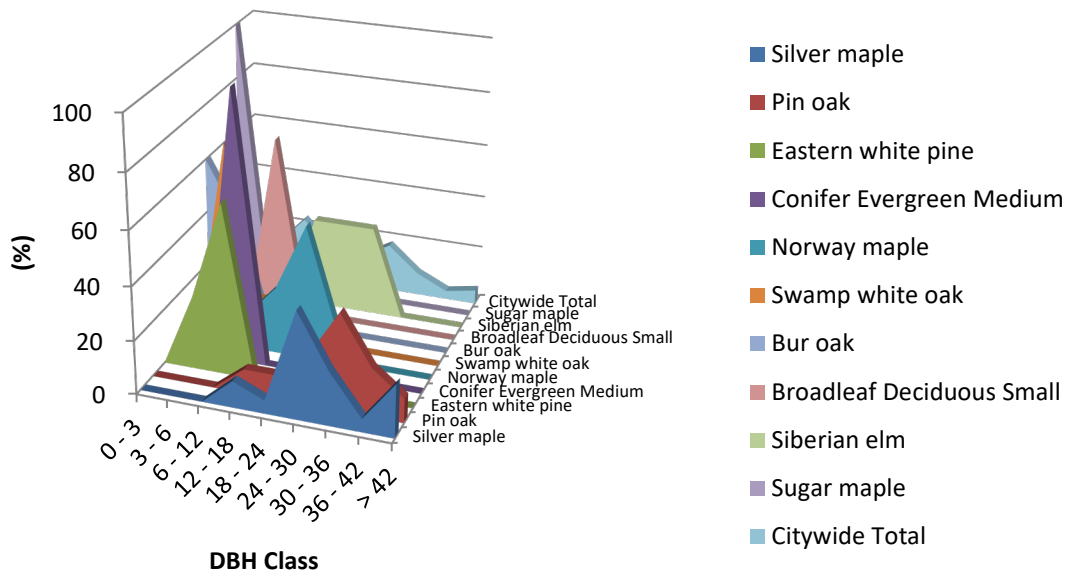 100
80
60
40
20
0
(%)
0 - 3
3 - 6
6 - 12
12 - 18
18 - 24
24 - 30
30 - 36
36 - 42
> 42
DBH Class
Citywide Total
Sugar maple
Siberian elm
Broadleaf Deciduous Small
Bur oak
Swamp white oak
Norway maple
Conifer Evergreen Medium
Eastern white pine
Pin oak
Silver maple
Silver maple
Pin oak
Eastern white pine
Conifer Evergreen Medium
Norway maple
Swamp white oak
Bur oak
Broadleaf Deciduous Small
Siberian elm
Sugar maple
Citywide Total